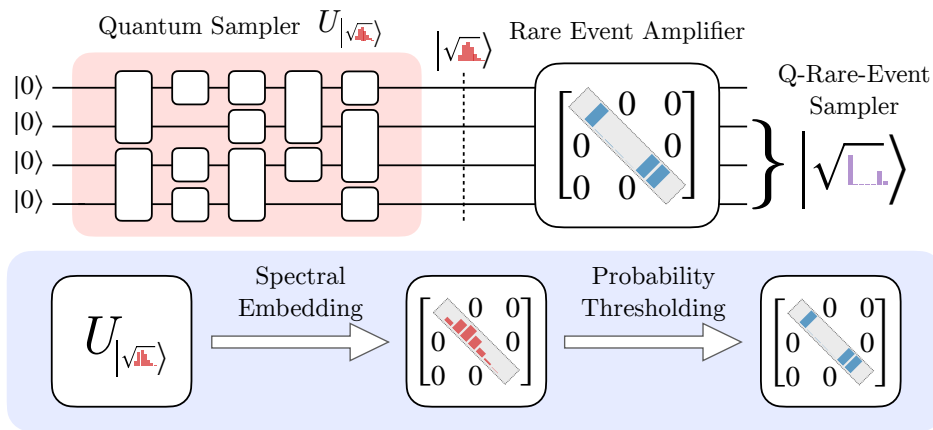 Quantum Sampler U|√ ⟩
|√ ⟩
Rare Event Amplifier
Q-Rare-Event
Sampler
|0⟩
|0⟩
|0⟩
|0⟩
[ 0 0
0 0
0 0 ]
}
|√ ⟩
Spectral
Embedding
Probability
Thresholding
U|√ ⟩
[ 0 0
0 0
0 0 ]
[ 0 0
0 0
0 0 ]